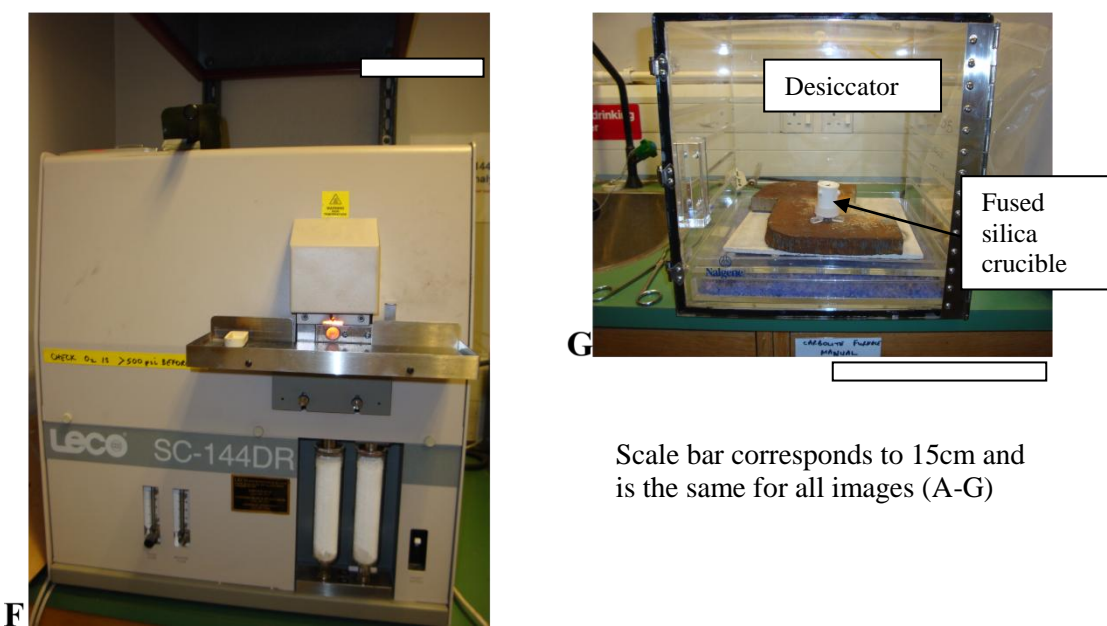 CHECK O2 IS >500 psi BEFORE
LECO SC-144DR
F
Desiccator
drinking
Fused
silica
crucible
Nalgene
CARBOLITE FURNACE
MANUAL
G
Scale bar corresponds to 15cm and
is the same for all images (A-G)